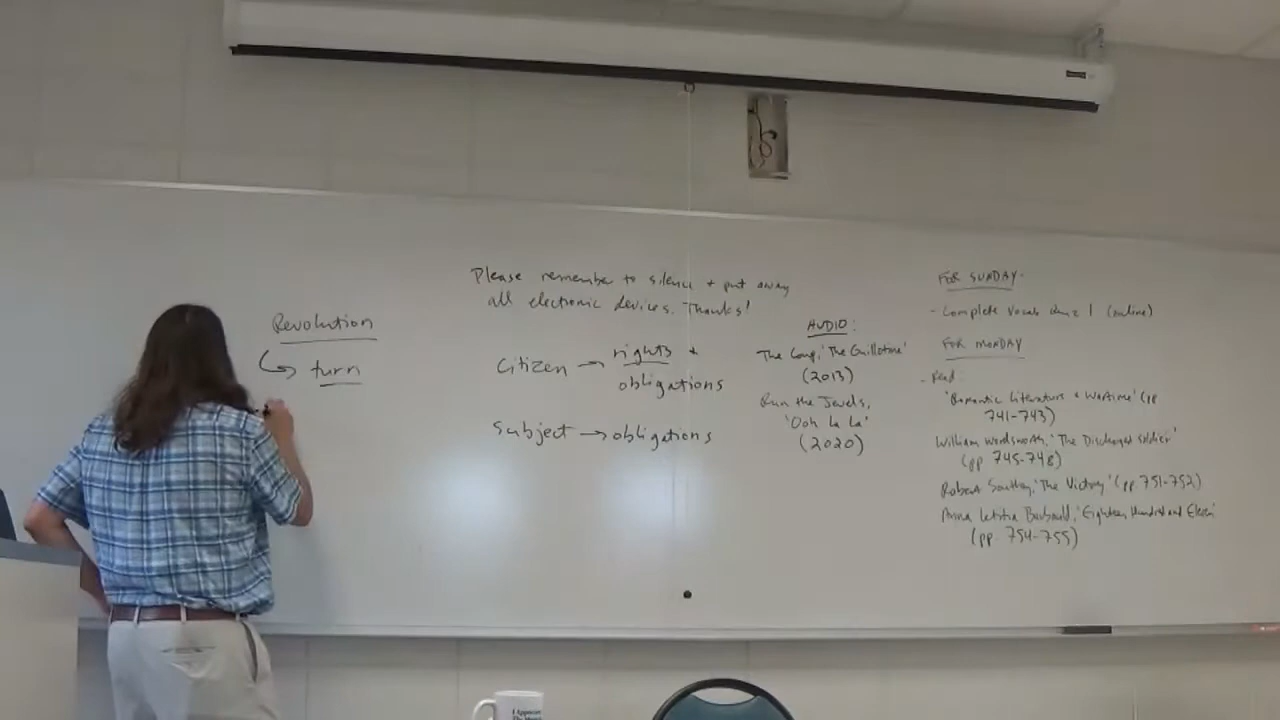 Revolution
turn
Please remember to silence + put away
all electronic devices. Thanks!
Citizen → rights +
obligations
Subject → obligations
AUDIO:
The Coup, 'The Guillotine'
(2013)
Run the Jewels,
'Ooh La La'
(2020)
FOR SUNDAY-
- Complete Vocab Quiz 1 (online)
FOR MONDAY
- Read
'Romantic Literature + Wartime' (pp
741-743)
William Wordsworth, 'The Discharged Soldier'
(pp 745-748)
Robert Southey, 'The Victory' (pp. 751-752)
Anna Letitia Barbauld, 'Eighteen Hundred and Eleven'
(pp. 754-755)
I Appreciate